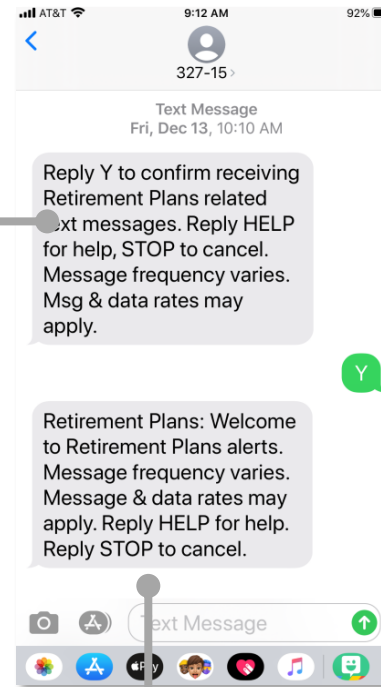 AT&T 9:12 AM 92%
327-15
Text Message
Fri, Dec 13, 10:10 AM
Reply Y to confirm receiving
Retirement Plans related
text messages. Reply HELP
for help, STOP to cancel.
Message frequency varies.
Msg & data rates may
apply.
Y
Retirement Plans: Welcome
to Retirement Plans alerts.
Message frequency varies.
Message & data rates may
apply. Reply HELP for help.
Reply STOP to cancel.
Text Message
Pay